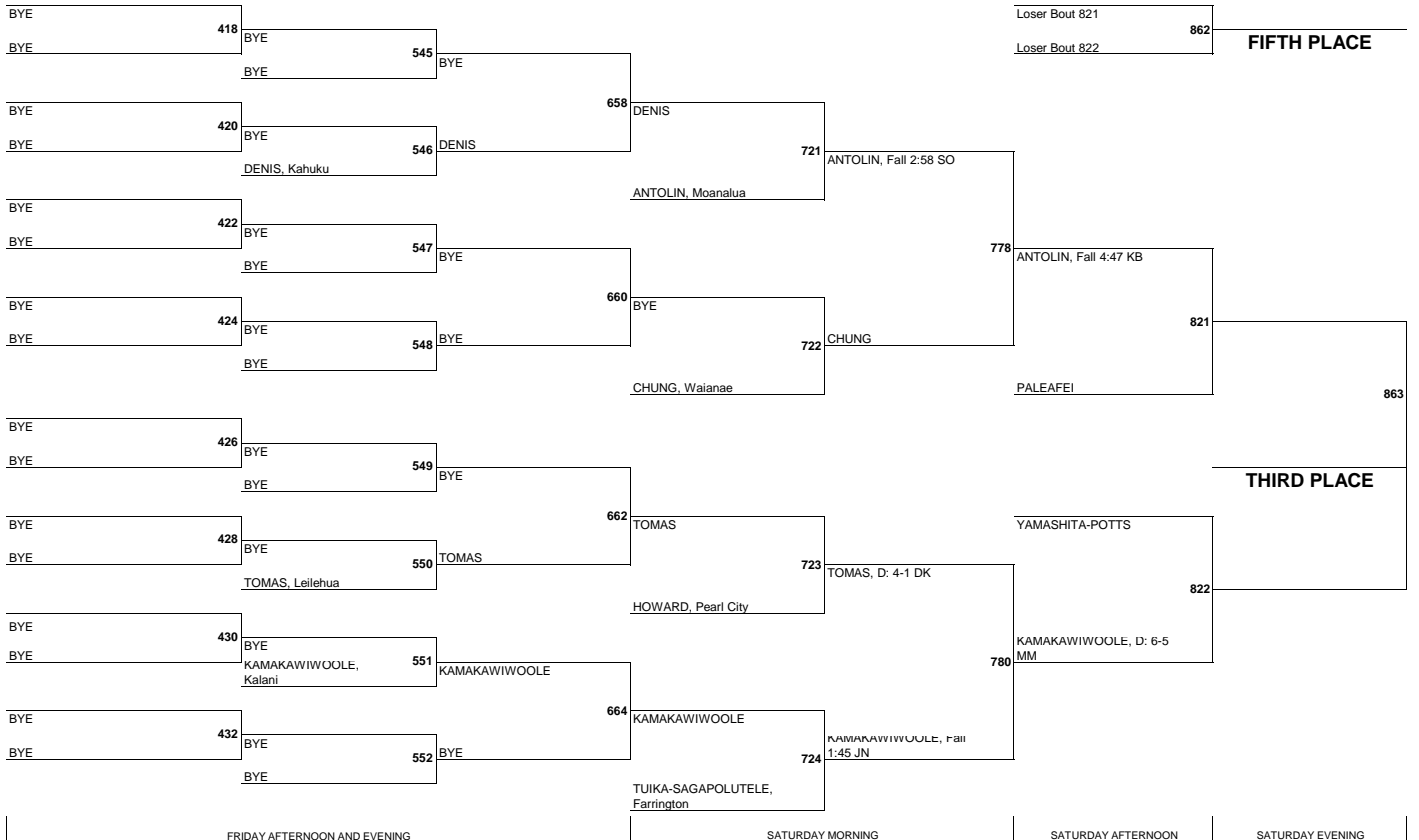 BYE
418
BYE
BYE
545
BYE
BYE
658
DENIS
BYE
420
BYE
BYE
546
DENIS
DENIS, Kahuku
721
ANTOLIN, Fall 2:58 SO
ANTOLIN, Moanalua
BYE
422
BYE
BYE
547
BYE
BYE
660
BYE
778
ANTOLIN, Fall 4:47 KB
BYE
424
BYE
BYE
548
BYE
BYE
722
CHUNG
CHUNG, Waianae
821
PALEAFEI
863
BYE
426
BYE
BYE
549
BYE
BYE
662
TOMAS
BYE
428
BYE
BYE
550
TOMAS
TOMAS, Leilehua
723
TOMAS, D: 4-1 DK
HOWARD, Pearl City
YAMASHITA-POTTS
822
BYE
430
BYE
BYE
KAMAKAWIWOOLE,
Kalani
551
KAMAKAWIWOOLE
664
KAMAKAWIWOOLE
780
KAMAKAWIWOOLE, D: 6-5
MM
BYE
432
BYE
BYE
552
BYE
BYE
724
KAMAKAWIWOOLE, Fall
1:45 JN
TUIKA-SAGAPOLUTELE,
Farrington
Loser Bout 821
862
Loser Bout 822
FIFTH PLACE
THIRD PLACE
FRIDAY AFTERNOON AND EVENING
SATURDAY MORNING
SATURDAY AFTERNOON
SATURDAY EVENING